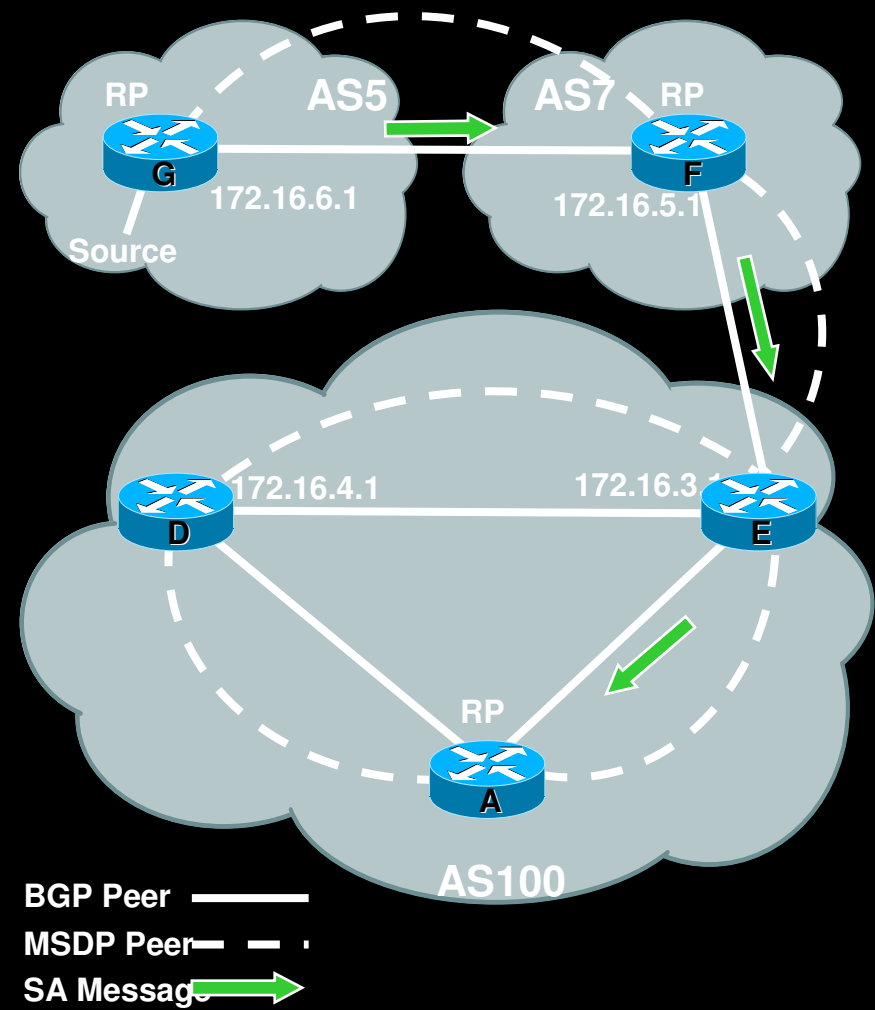 RP
AS5
AS7
RP
G
F
172.16.6.1
172.16.5.1
Source
172.16.4.1
172.16.3.1
D
E
RP
A
AS100
BGP Peer
MSDP Peer
SA Message